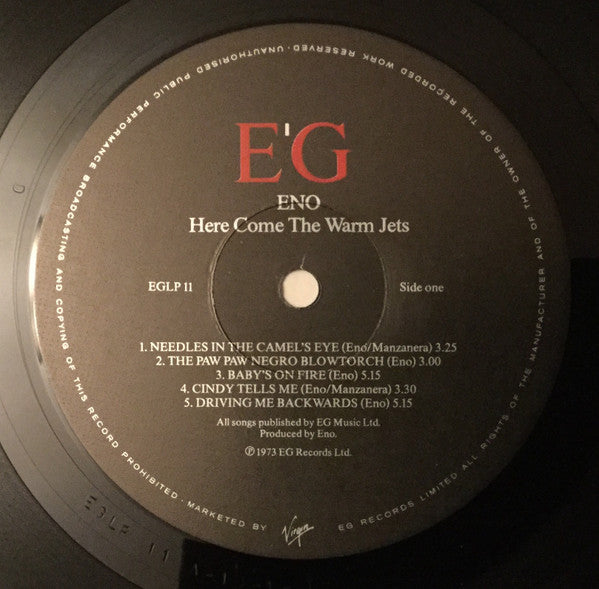 E'G
ENO
Here Come The Warm Jets
EGLP 11
Side one
1. NEEDLES IN THE CAMEL'S EYE (Eno/Manzanera) 3.25
2. THE PAW PAW NEGRO BLOWTORCH (Eno) 3.00
3. BABY'S ON FIRE (Eno) 5.15
4. CINDY TELLS ME (Eno/Manzanera) 3.30
5. DRIVING ME BACKWARDS (Eno) 5.15
All songs published by EG Music Ltd.
Produced by Eno.
℗ 1973 EG Records Ltd.
EG RECORDS LIMITED ALL RIGHTS OF THE MANUFACTURER AND OF THE OWNER OF THE RECORDED WORK RESERVED. UNAUTHORISED PUBLIC PERFORMANCE BROADCASTING AND COPYING OF THIS RECORD PROHIBITED · MARKETED BY
Virgin
EGLP 11 A-1